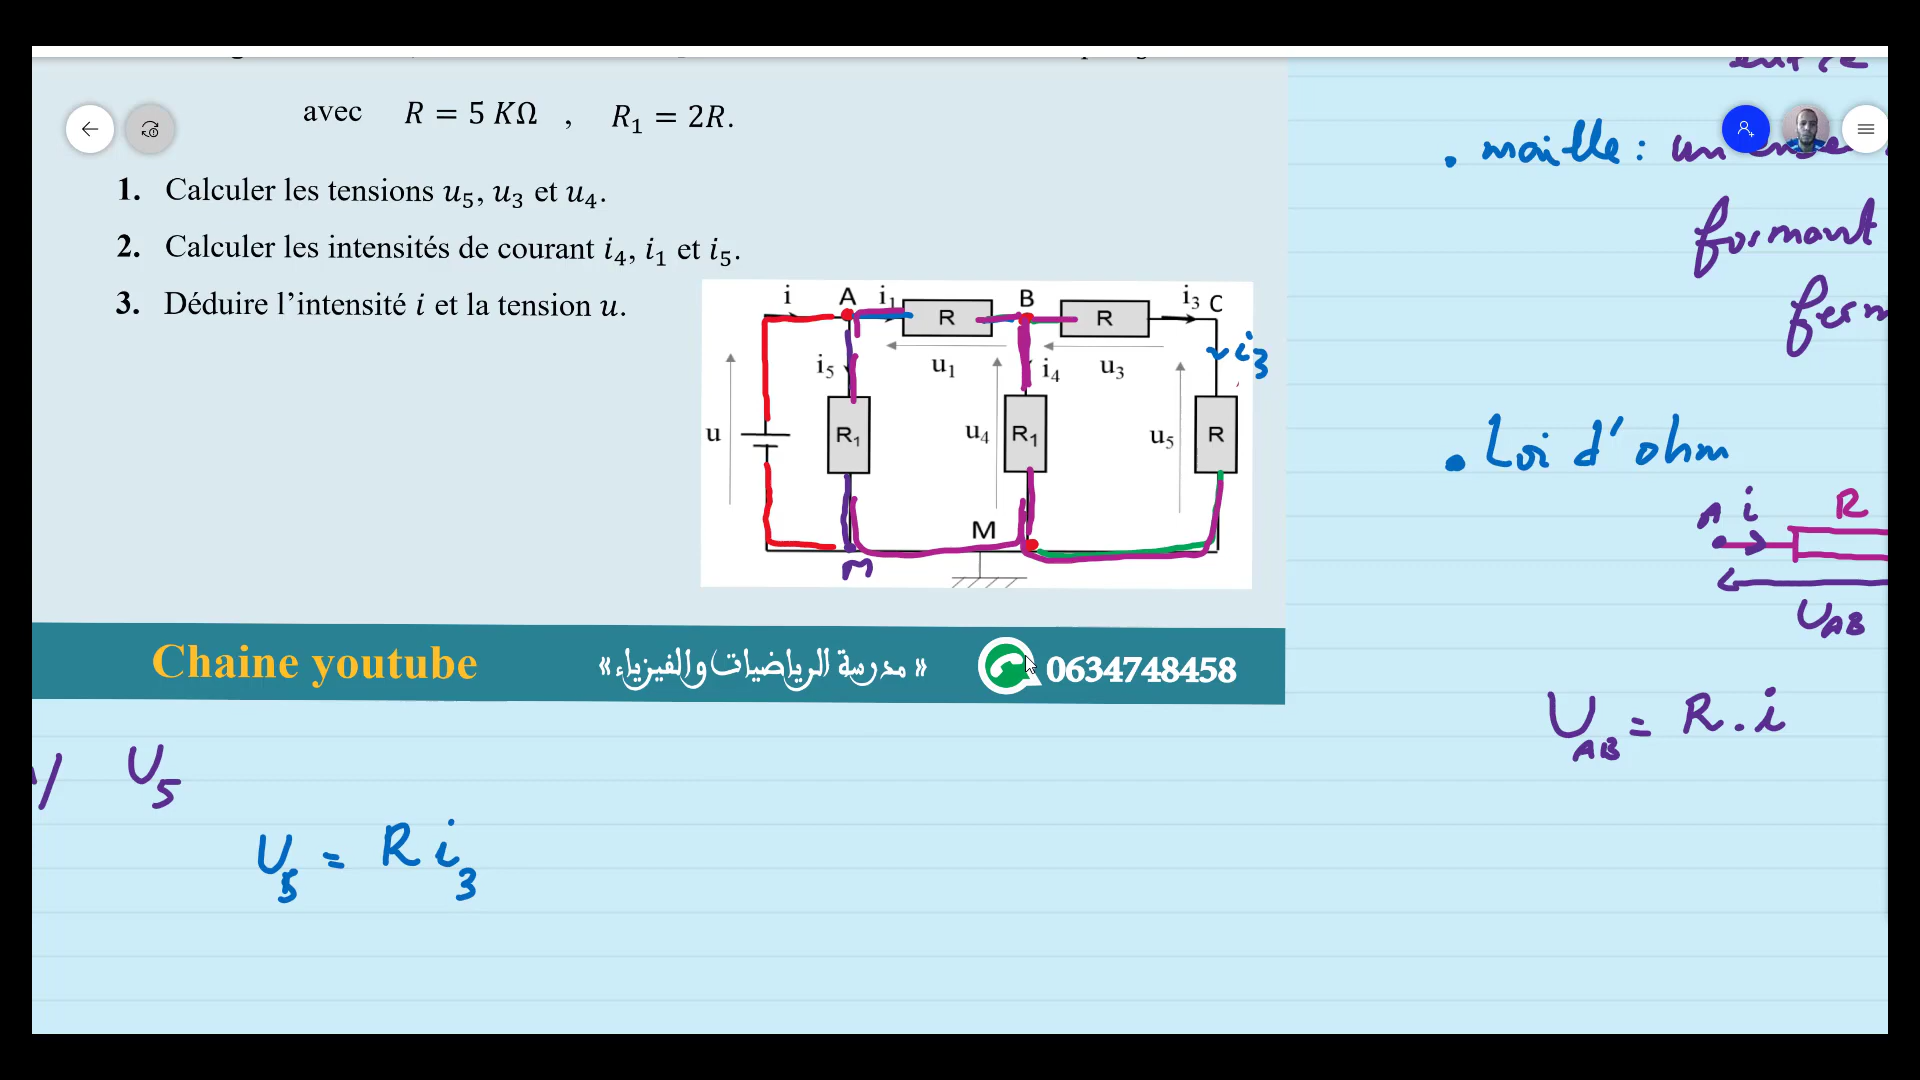 avec R = 5 KΩ , R₁ = 2R.
1. Calculer les tensions u₅, u₃ et u₄.
2. Calculer les intensités de courant i₄, i₁ et i₅.
3. Déduire l'intensité i et la tension u.
i A i₁ B i₃ C
R R
i₃
i₅ u₁ i₄ u₃
u R₁ u₄ R₁ u₅ R
M
M
Chaine youtube « مدرسة الرياضيات والفيزياء » 0634748458
/ U₅
U₅ = R i₃
. maille : un
formant
. Loi d'ohm
A i R
U_AB
U_AB = R . i